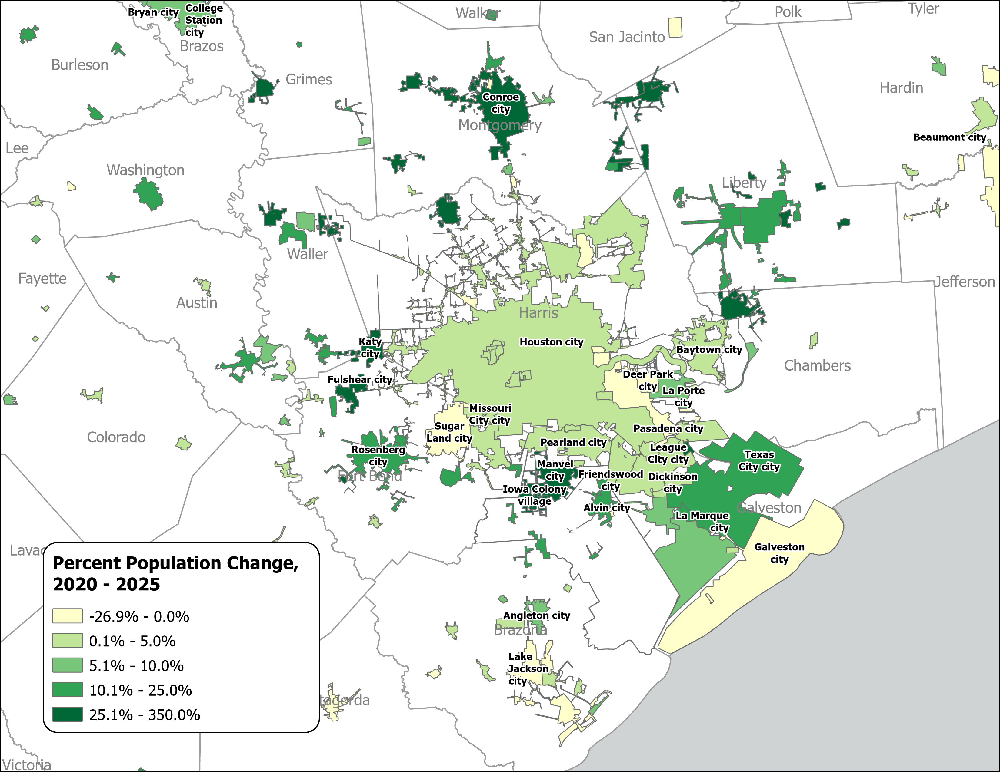 Bryan city
College
Station
city
Brazos
Walker
Polk
Tyler
San Jacinto
Burleson
Grimes
Hardin
Conroe
city
Montgomery
Beaumont city
Lee
Washington
Liberty
Waller
Fayette
Jefferson
Austin
Harris
Katy
city
Houston city
Baytown city
Chambers
Fulshear city
Deer Park
city
La Porte
city
Missouri
City city
Sugar
Land city
Pasadena city
Colorado
Pearland city
League
City city
Texas
City city
Rosenberg
city
Fort Bend
Manvel
city
Friendswood
city
Dickinson
city
Iowa Colony
village
Alvin city
Galveston
La Marque
city
Galveston
city
Lavac
Percent Population Change,
2020 - 2025
-26.9% - 0.0%
0.1% - 5.0%
5.1% - 10.0%
10.1% - 25.0%
25.1% - 350.0%
Angleton city
Brazoria
Lake
Jackson
city
tagorda
Victoria